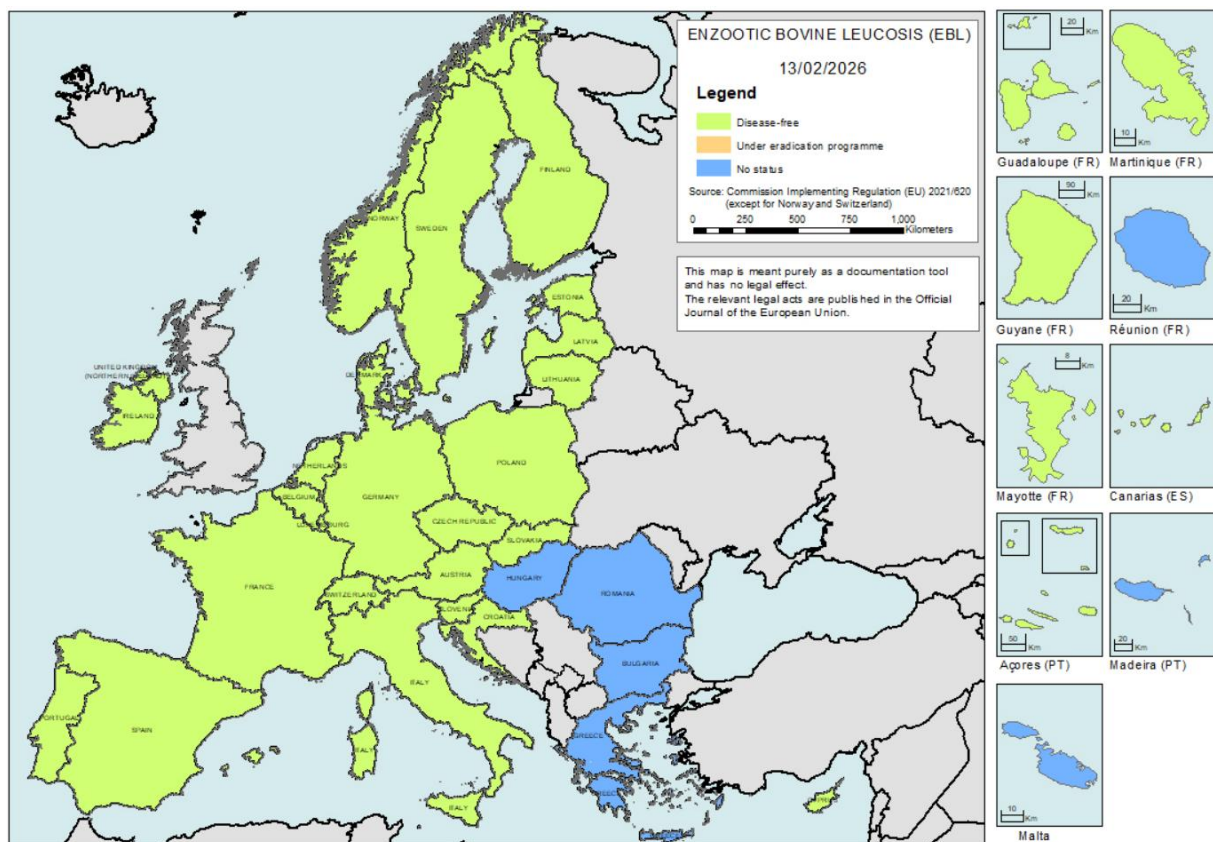 ENZOOTIC BOVINE LEUCOSIS (EBL)
13/02/2026
Legend
Disease-free
Under eradication programme
No status
Source: Commission Implementing Regulation (EU) 2021/620
(except for Norway and Switzerland)
0 250 500 750 1,000
Kilometers
This map is meant purely as a documentation tool
and has no legal effect.
The relevant legal acts are published in the Official
Journal of the European Union.
FINLAND
NORWAY
SWEDEN
ESTONIA
LATVIA
LITHUANIA
DENMARK
UNITED KINGDOM
IRELAND
NETHERLANDS
POLAND
BELGIUM
GERMANY
CZECH REPUBLIC
SLOVAKIA
AUSTRIA
HUNGARY
FRANCE
SWITZERLAND
ROMANIA
SLOVENIA
CROATIA
BULGARIA
ITALY
PORTUGAL
SPAIN
ITALY
GREECE
ITALY
20
Km
Guadaloupe (FR)
10
Km
Martinique (FR)
90
Km
Guyane (FR)
20
Km
Réunion (FR)
8
Km
Mayotte (FR)
Canarias (ES)
50
Km
Açores (PT)
20
Km
Madeira (PT)
10
Km
Malta